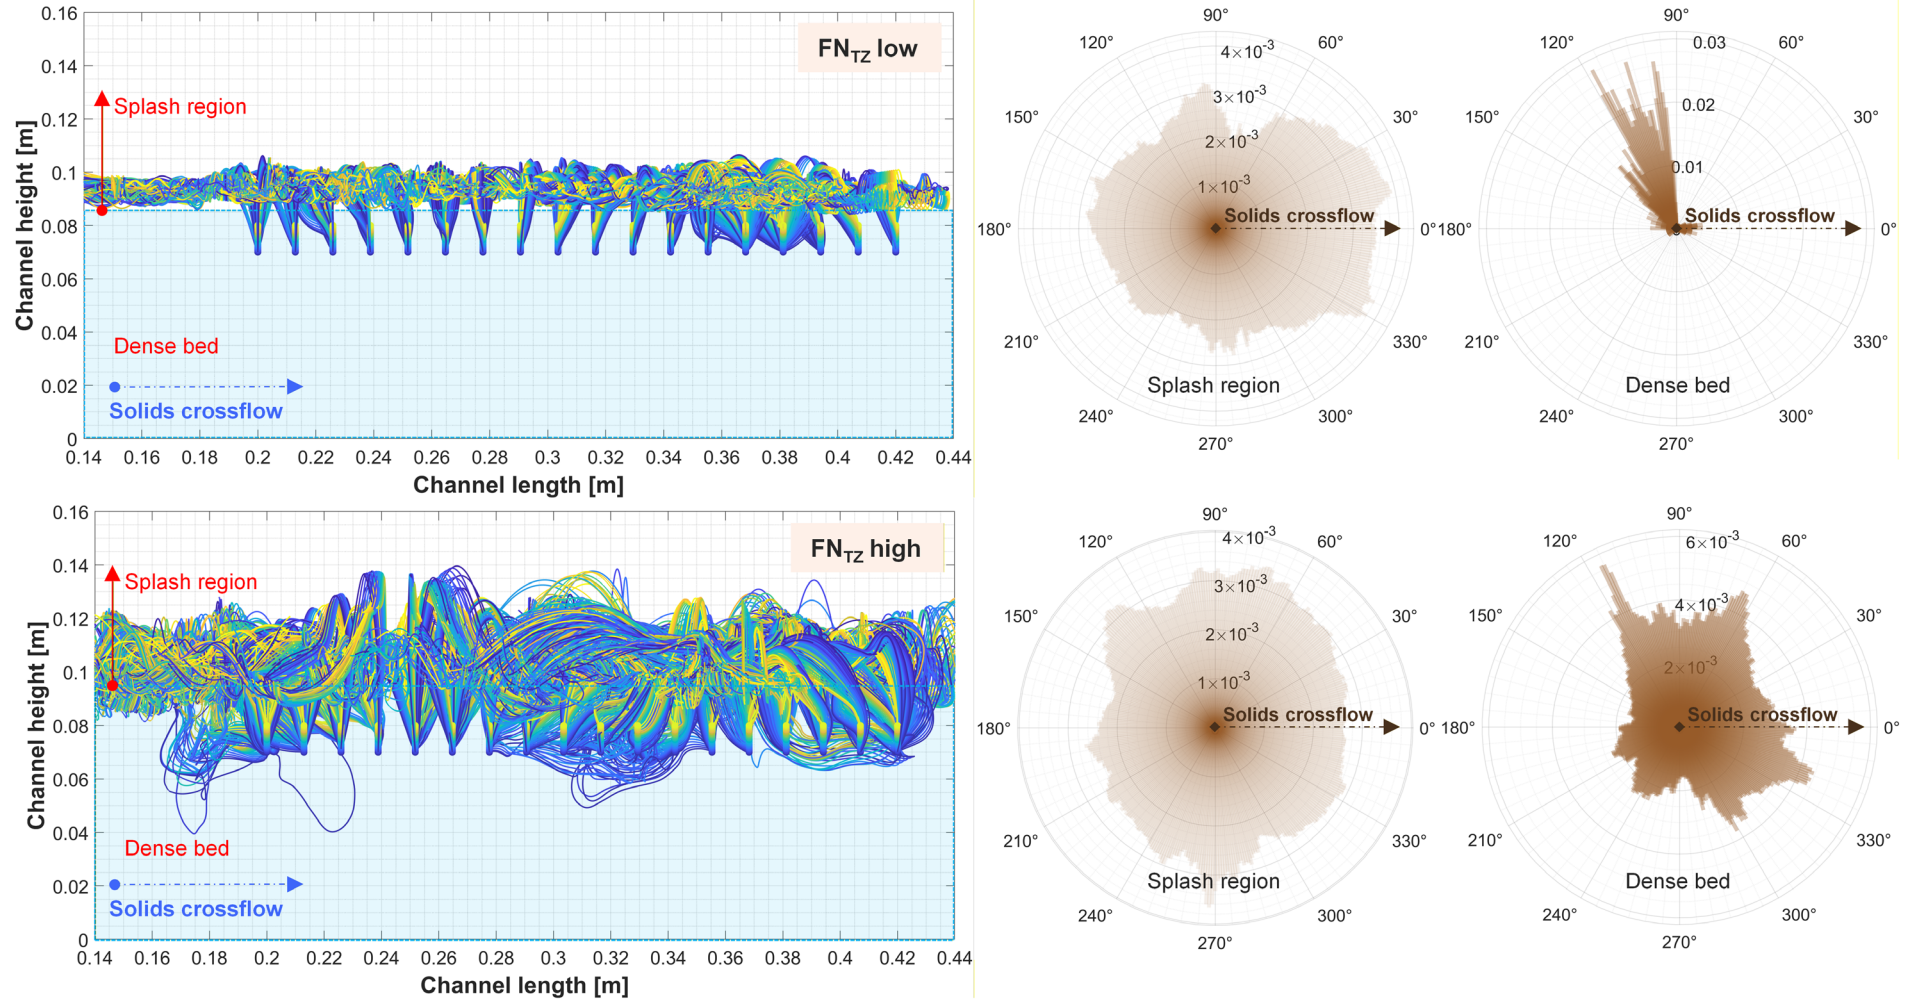 0.16
0.14
0.12
0.1
0.08
0.06
0.04
0.02
0
Channel height [m]
FN_TZ low
Splash region
Dense bed
Solids crossflow
0.14 0.16 0.18 0.2 0.22 0.24 0.26 0.28 0.3 0.32 0.34 0.36 0.38 0.4 0.42 0.44
Channel length [m]
90°
120° 60°
4×10^-3
3×10^-3
150° 30°
2×10^-3
1×10^-3
Solids crossflow
180° 0°
210° 330°
Splash region
240° 300°
270°
90°
120° 0.03 60°
0.02
150° 30°
0.01
Solids crossflow
180° 0°
210° 330°
Dense bed
240° 300°
270°
0.16
0.14
0.12
0.1
0.08
0.06
0.04
0.02
0
Channel height [m]
FN_TZ high
Splash region
Dense bed
Solids crossflow
0.14 0.16 0.18 0.2 0.22 0.24 0.26 0.28 0.3 0.32 0.34 0.36 0.38 0.4 0.42 0.44
Channel length [m]
90°
120° 4×10^-3 60°
3×10^-3
150° 30°
2×10^-3
1×10^-3
Solids crossflow
180° 0°
210° 330°
Splash region
240° 300°
270°
90°
120° 6×10^-3 60°
4×10^-3
150° 30°
2×10^-3
Solids crossflow
180° 0°
210° 330°
Dense bed
240° 300°
270°